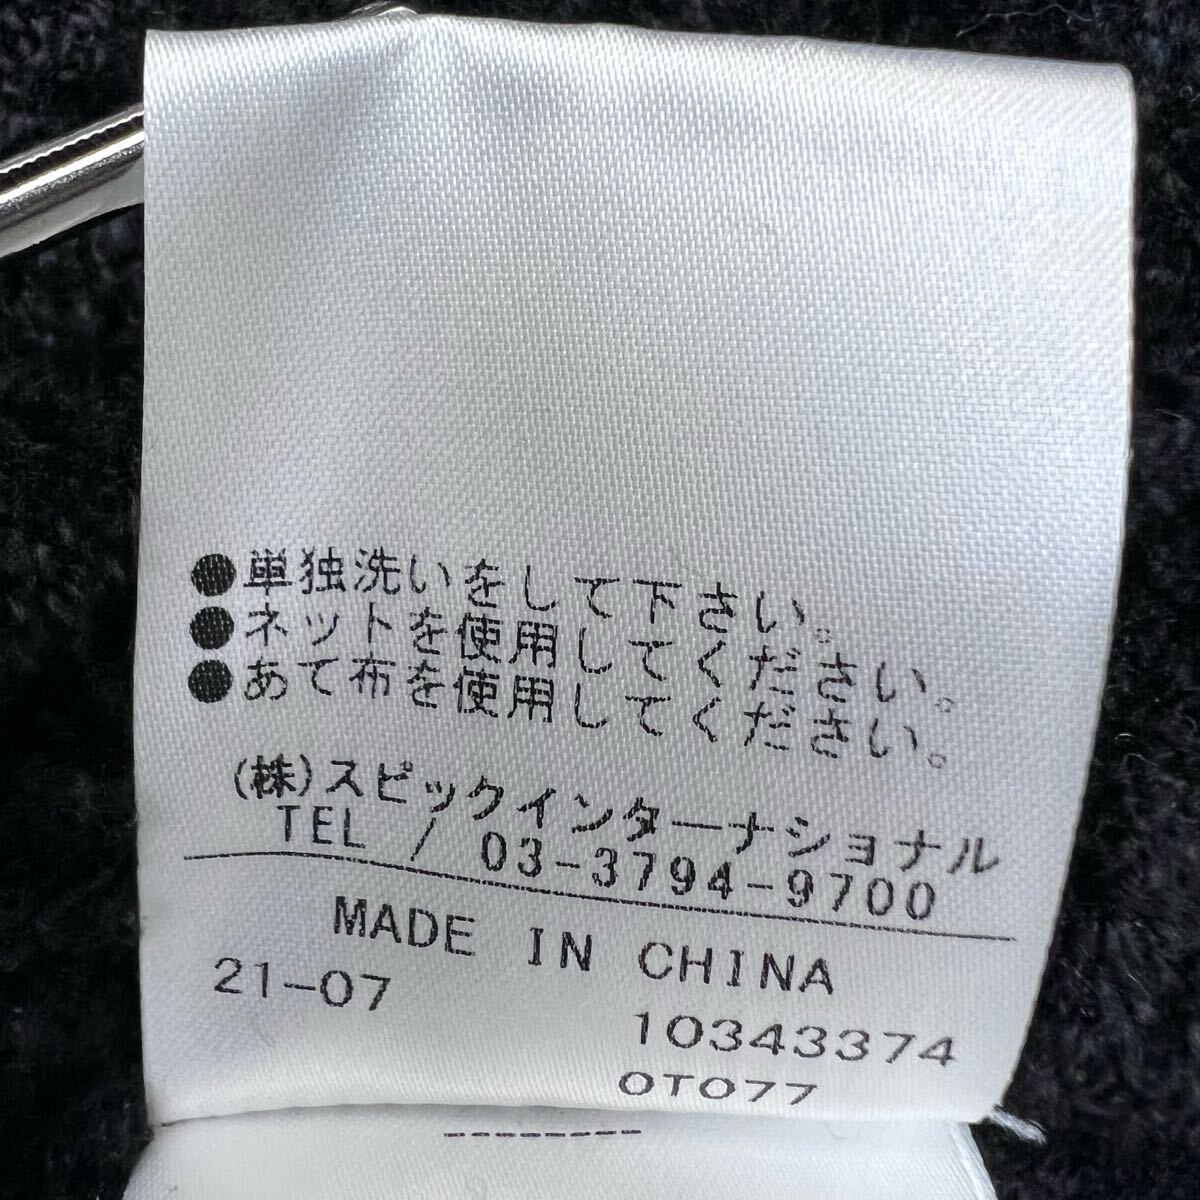 ●単独洗いをして下さい。
●ネットを使用してください。
●あて布を使用してください。
(株)スピックインターナショナル
TEL / 03-3794-9700
MADE IN CHINA
21-07
10343374
OT077